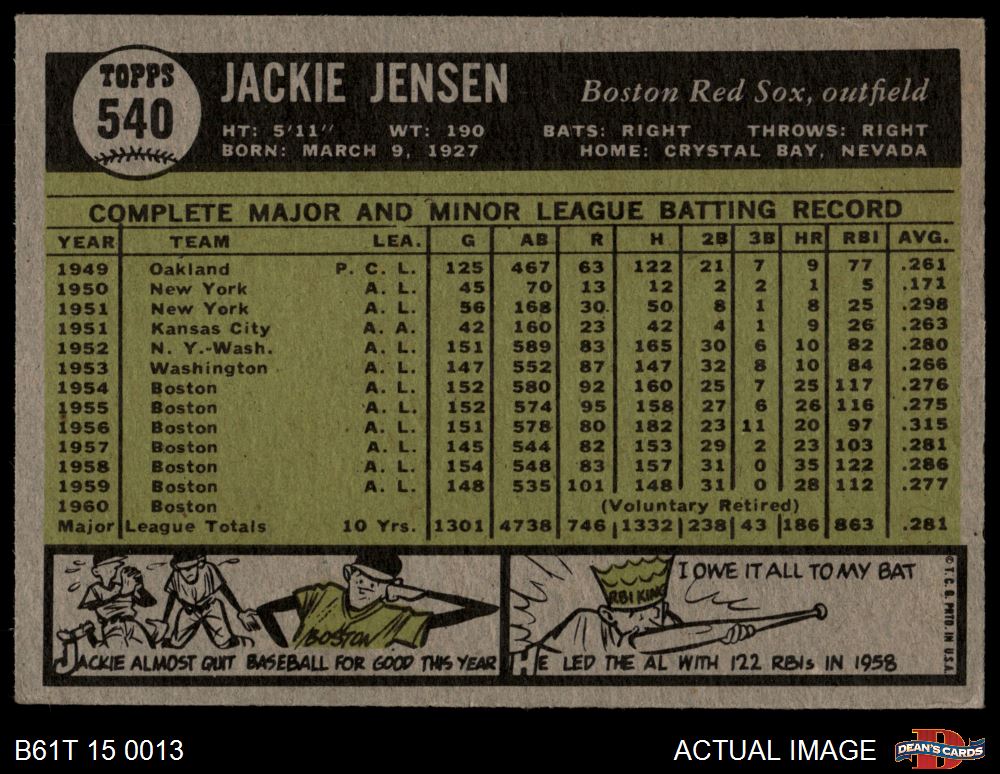 TOPPS
540
JACKIE JENSEN
Boston Red Sox, outfield
HT: 5'11" WT: 190 BATS: RIGHT THROWS: RIGHT
BORN: MARCH 9, 1927 HOME: CRYSTAL BAY, NEVADA
COMPLETE MAJOR AND MINOR LEAGUE BATTING RECORD
YEAR TEAM LEA. G AB R H 2B 3B HR RBI AVG.
1949 Oakland P. C. L. 125 467 63 122 21 7 9 77 .261
1950 New York A. L. 45 70 13 12 2 2 1 5 .171
1951 New York A. L. 56 168 30 50 8 1 8 25 .298
1951 Kansas City A. A. 42 160 23 42 4 1 9 26 .263
1952 N. Y.-Wash. A. L. 151 589 83 165 30 6 10 82 .280
1953 Washington A. L. 147 552 87 147 32 8 10 84 .266
1954 Boston A. L. 152 580 92 160 25 7 25 117 .276
1955 Boston A. L. 152 574 95 158 27 6 26 116 .275
1956 Boston A. L. 151 578 80 182 23 11 20 97 .315
1957 Boston A. L. 145 544 82 153 29 2 23 103 .281
1958 Boston A. L. 154 548 83 157 31 0 35 122 .286
1959 Boston A. L. 148 535 101 148 31 0 28 112 .277
1960 Boston (Voluntary Retired)
Major League Totals 10 Yrs. 1301 4738 746 1332 238 43 186 863 .281
BOSTON
JACKIE ALMOST QUIT BASEBALL FOR GOOD THIS YEAR
RBI KING
I OWE IT ALL TO MY BAT
HE LED THE AL WITH 122 RBIs IN 1958
© T. C. G. PRTD. IN U.S.A.
B61T 15 0013
ACTUAL IMAGE
DEAN'S CARDS